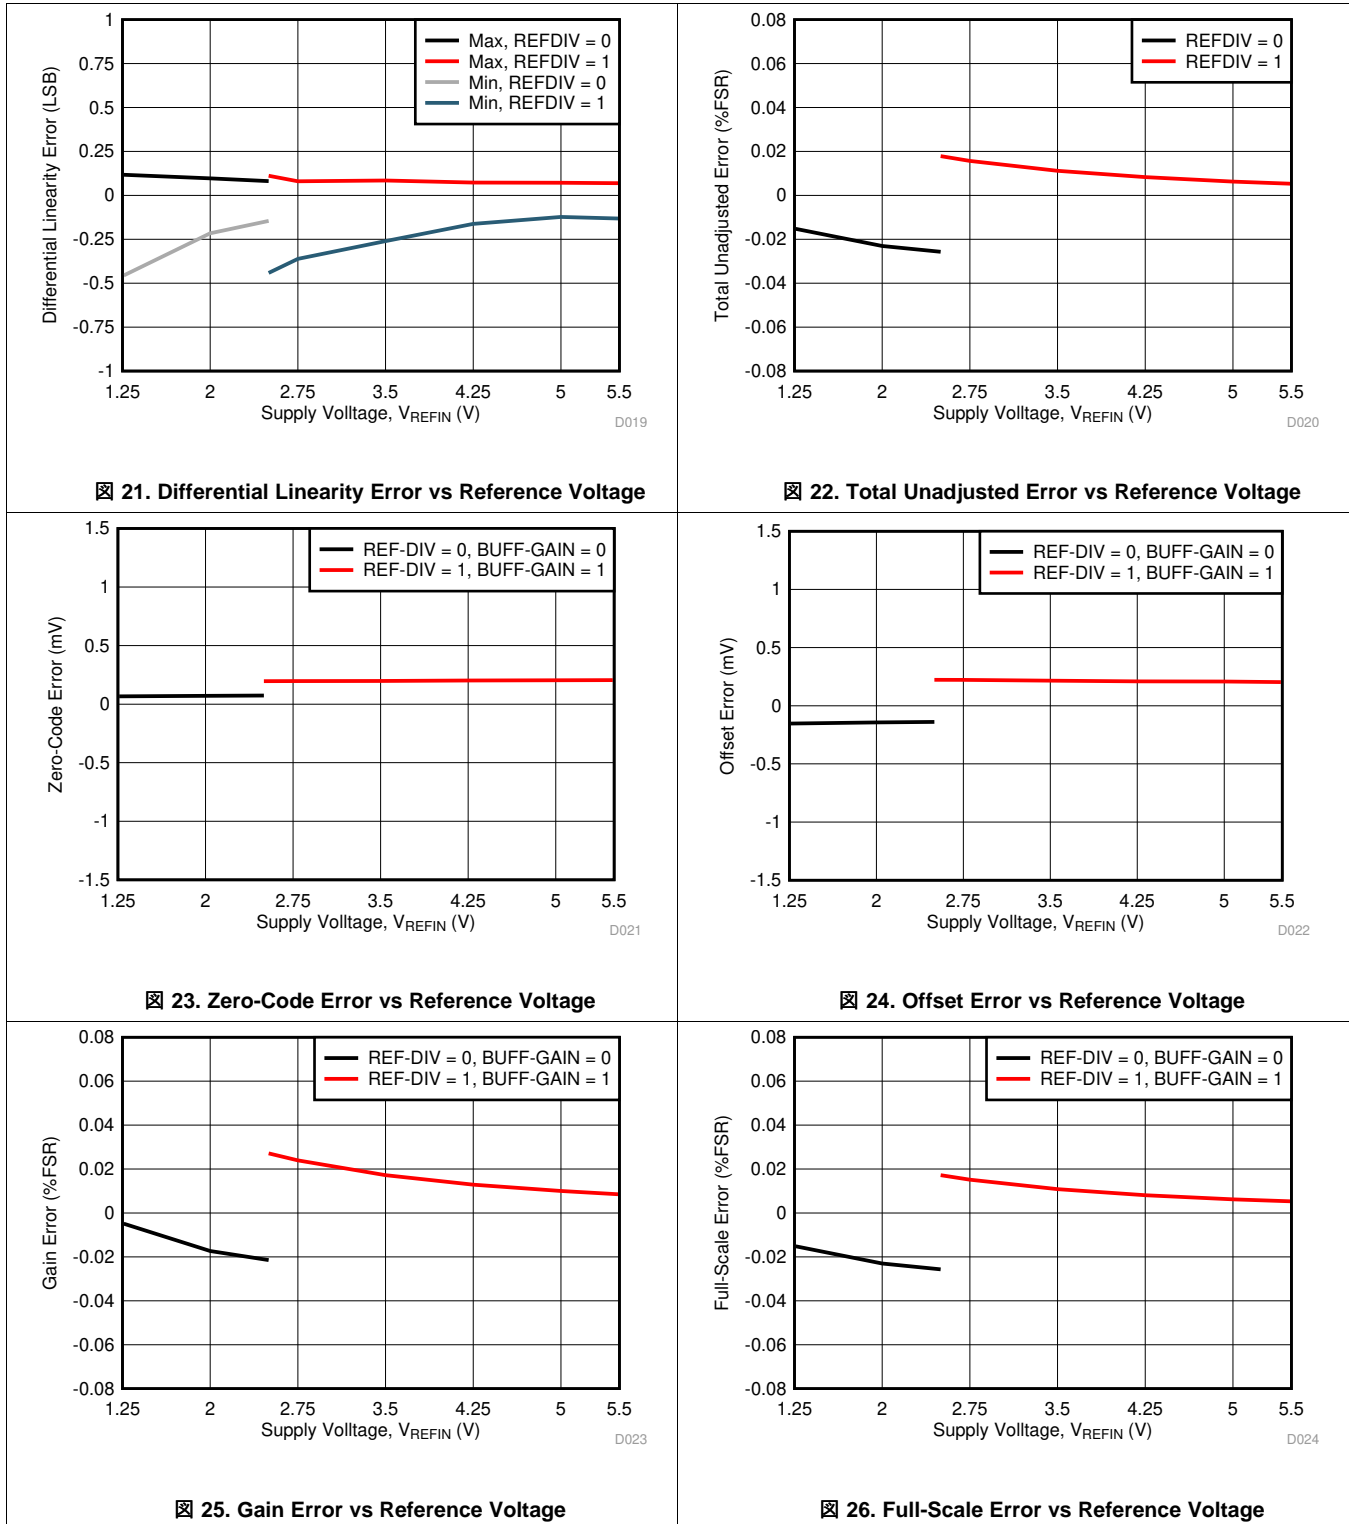 1
0.75
0.5
0.25
0
-0.25
-0.5
-0.75
-1
Differential Linearity Error (LSB)
Max, REFDIV = 0
Max, REFDIV = 1
Min, REFDIV = 0
Min, REFDIV = 1
1.25 2 2.75 3.5 4.25 5 5.5
Supply Volltage, VREFIN (V)
D019
図 21. Differential Linearity Error vs Reference Voltage
0.08
0.06
0.04
0.02
0
-0.02
-0.04
-0.06
-0.08
Total Unadjusted Error (%FSR)
REFDIV = 0
REFDIV = 1
1.25 2 2.75 3.5 4.25 5 5.5
Supply Volltage, VREFIN (V)
D020
図 22. Total Unadjusted Error vs Reference Voltage
1.5
1
0.5
0
-0.5
-1
-1.5
Zero-Code Error (mV)
REF-DIV = 0, BUFF-GAIN = 0
REF-DIV = 1, BUFF-GAIN = 1
1.25 2 2.75 3.5 4.25 5 5.5
Supply Volltage, VREFIN (V)
D021
図 23. Zero-Code Error vs Reference Voltage
1.5
1
0.5
0
-0.5
-1
-1.5
Offset Error (mV)
REF-DIV = 0, BUFF-GAIN = 0
REF-DIV = 1, BUFF-GAIN = 1
1.25 2 2.75 3.5 4.25 5 5.5
Supply Volltage, VREFIN (V)
D022
図 24. Offset Error vs Reference Voltage
0.08
0.06
0.04
0.02
0
-0.02
-0.04
-0.06
-0.08
Gain Error (%FSR)
REF-DIV = 0, BUFF-GAIN = 0
REF-DIV = 1, BUFF-GAIN = 1
1.25 2 2.75 3.5 4.25 5 5.5
Supply Volltage, VREFIN (V)
D023
図 25. Gain Error vs Reference Voltage
0.08
0.06
0.04
0.02
0
-0.02
-0.04
-0.06
-0.08
Full-Scale Error (%FSR)
REF-DIV = 0, BUFF-GAIN = 0
REF-DIV = 1, BUFF-GAIN = 1
1.25 2 2.75 3.5 4.25 5 5.5
Supply Volltage, VREFIN (V)
D024
図 26. Full-Scale Error vs Reference Voltage